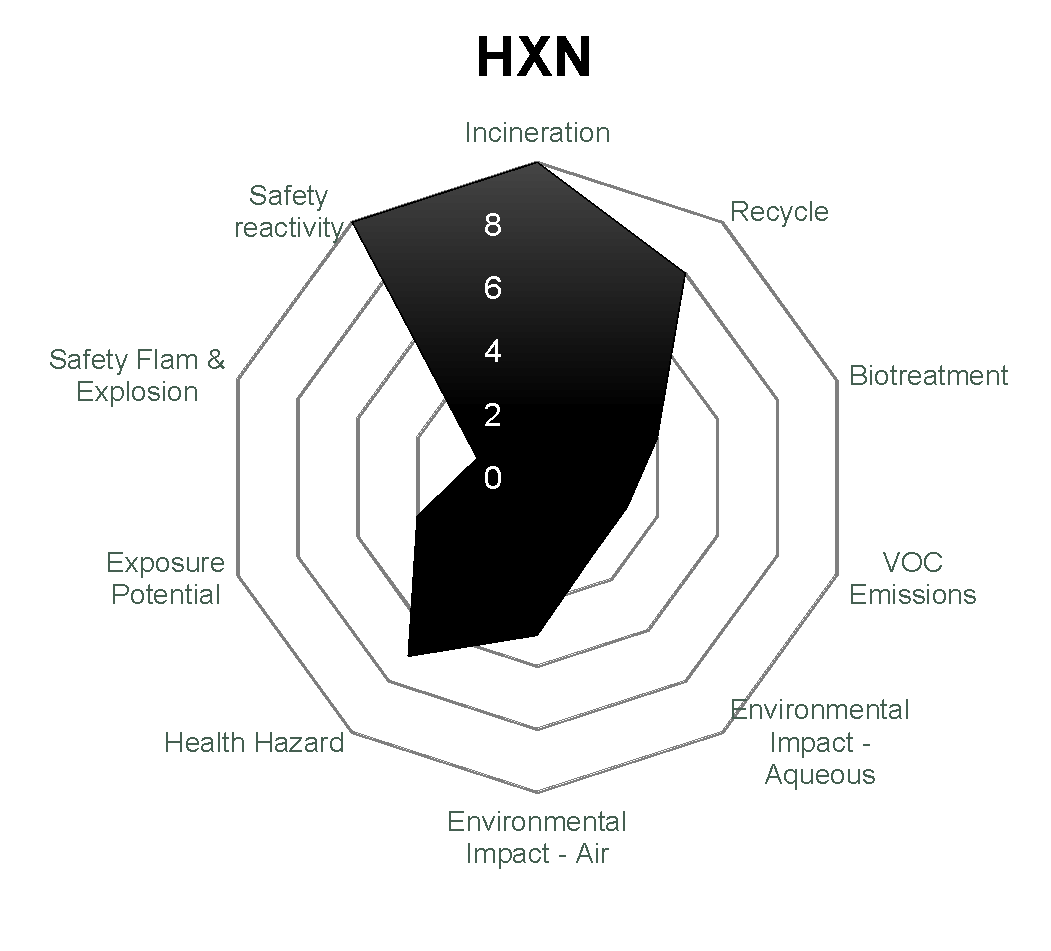 HXN
Incineration
Safety
reactivity
Recycle
8
6
4
2
0
Safety Flam &
Explosion
Biotreatment
Exposure
Potential
VOC
Emissions
Health Hazard
Environmental
Impact -
Aqueous
Environmental
Impact - Air